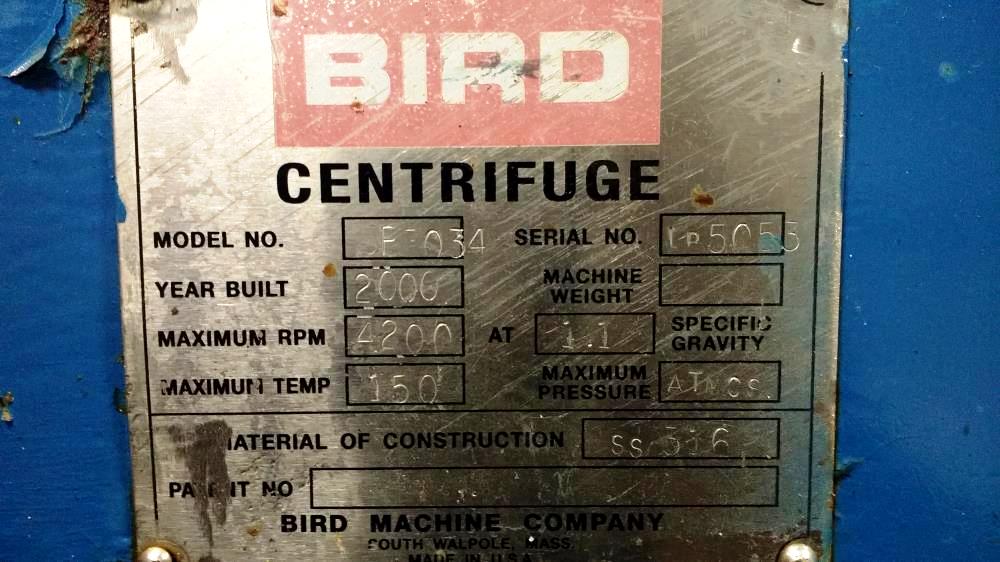 BIRD
CENTRIFUGE
MODEL NO. SERIAL NO.
YEAR BUILT 2000 MACHINE WEIGHT
MAXIMUM RPM 4200 AT 1.1 SPECIFIC GRAVITY
MAXIMUM TEMP 150 MAXIMUM PRESSURE ATMOS.
MATERIAL OF CONSTRUCTION SS 316
PATENT NO
BIRD MACHINE COMPANY
SOUTH WALPOLE, MASS.
MADE IN U.S.A.